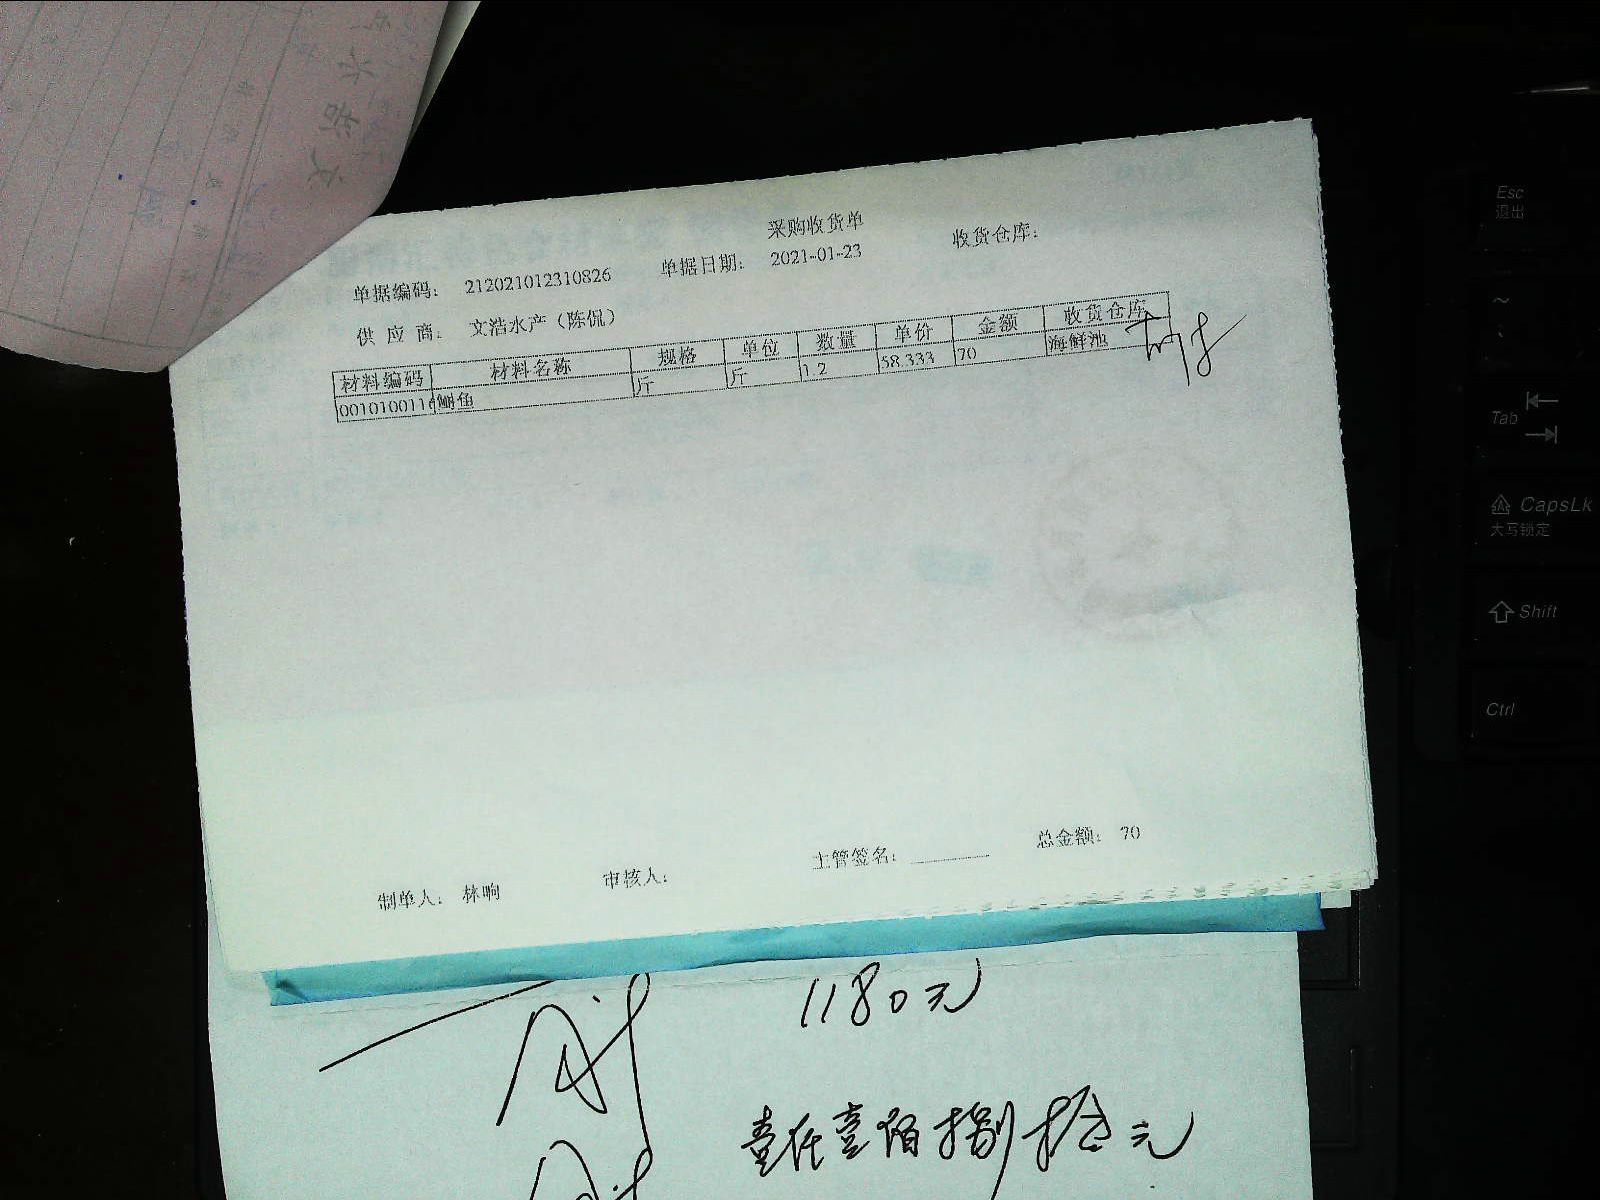 采购收货单
单据编码： 212021012310826 单据日期： 2021-01-23 收货仓库：
供 应 商： 文浩水产（陈侃）
材料编码 材料名称 规格 单位 数量 单价 金额 收货仓库
0010100116 鲥鱼 斤 斤 1.2 58.333 70 海鲜池
制单人： 林晌 审核人： 主管签名： 总金额： 70
1180元
壹仟壹佰捌拾元
Esc
退出
Tab
CapsLk
大写锁定
Shift
Ctrl